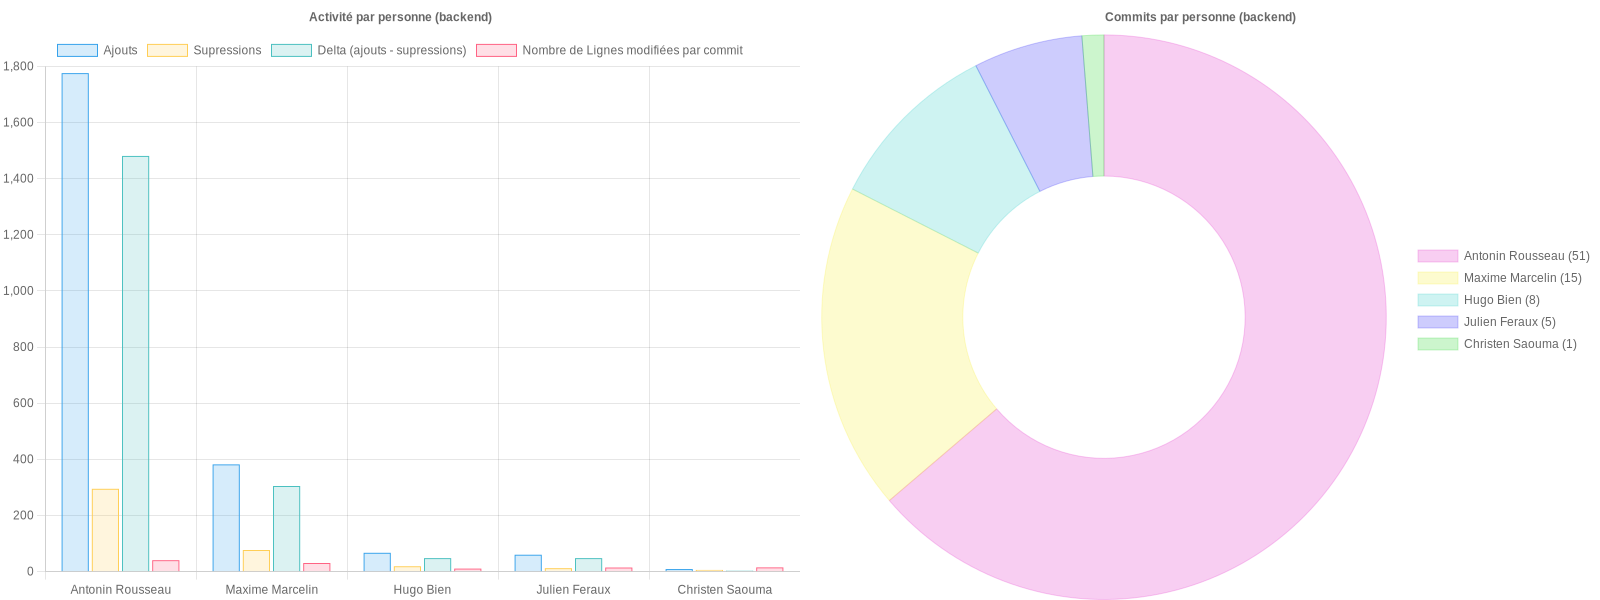 Activité par personne (backend)
Ajouts
Supressions
Delta (ajouts - supressions)
Nombre de Lignes modifiées par commit
1,800
1,600
1,400
1,200
1,000
800
600
400
200
0
Antonin Rousseau
Maxime Marcelin
Hugo Bien
Julien Feraux
Christen Saouma
Commits par personne (backend)
Antonin Rousseau (51)
Maxime Marcelin (15)
Hugo Bien (8)
Julien Feraux (5)
Christen Saouma (1)